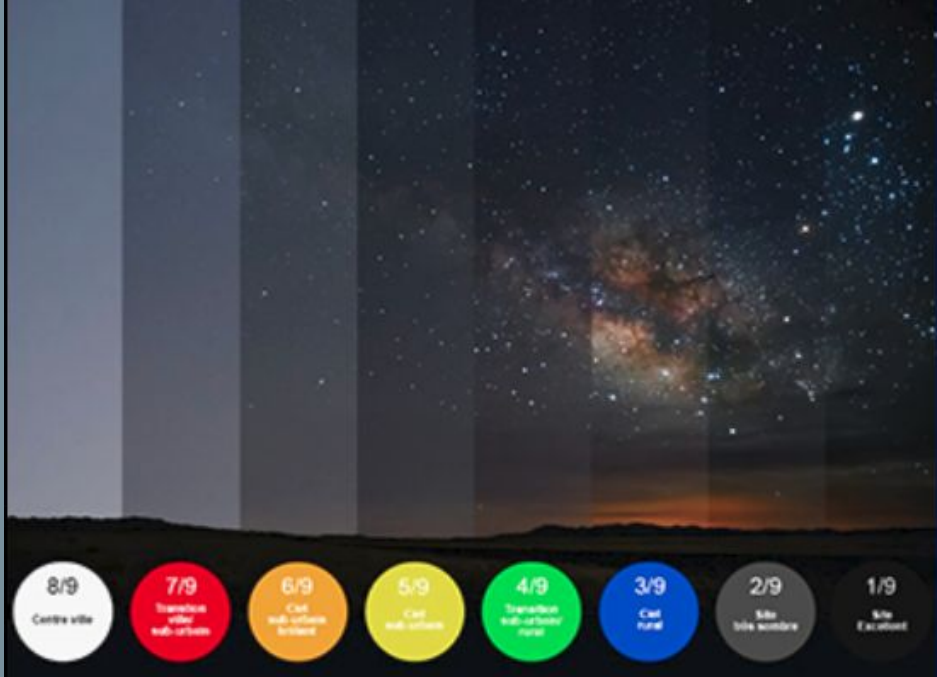 8/9
Centre ville
7/9
Transition
ville/
sub-urbain
6/9
Ciel
sub-urbain
brillant
5/9
Ciel
sub-urbain
4/9
Transition
sub-urbain/
rural
3/9
Ciel
rural
2/9
Site
très sombre
1/9
Site
Excellent